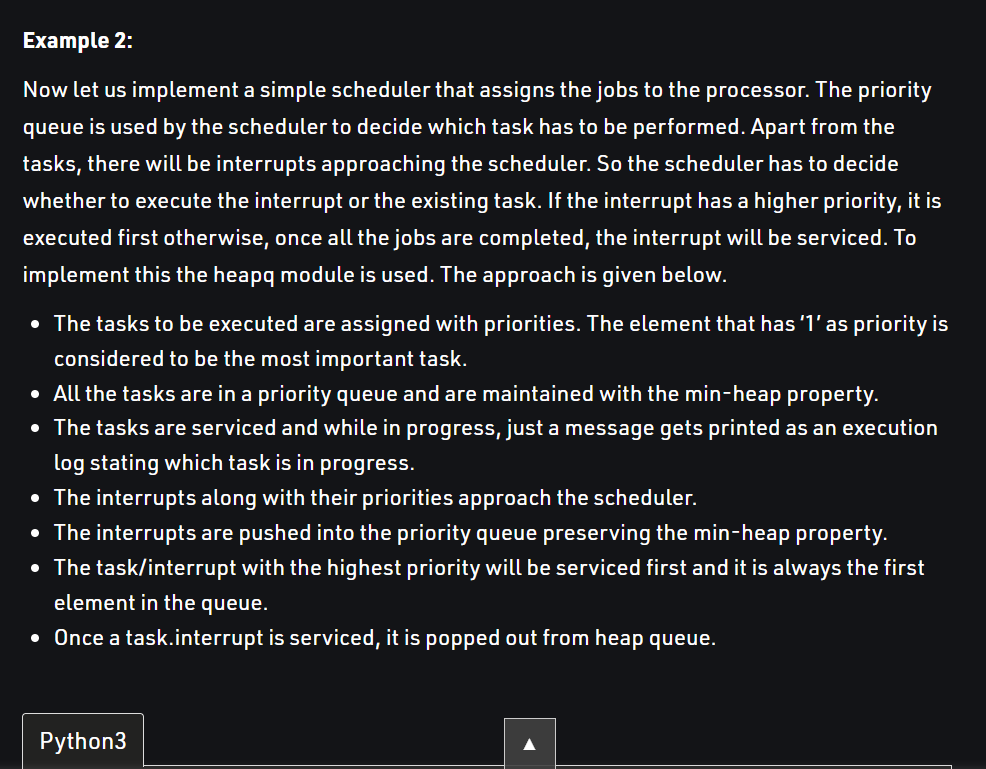 Example 2:
Now let us implement a simple scheduler that assigns the jobs to the processor. The priority
queue is used by the scheduler to decide which task has to be performed. Apart from the
tasks, there will be interrupts approaching the scheduler. So the scheduler has to decide
whether to execute the interrupt or the existing task. If the interrupt has a higher priority, it is
executed first otherwise, once all the jobs are completed, the interrupt will be serviced. To
implement this the heapq module is used. The approach is given below.
• The tasks to be executed are assigned with priorities. The element that has ‘1’ as priority is
considered to be the most important task.
• All the tasks are in a priority queue and are maintained with the min-heap property.
• The tasks are serviced and while in progress, just a message gets printed as an execution
log stating which task is in progress.
• The interrupts along with their priorities approach the scheduler.
• The interrupts are pushed into the priority queue preserving the min-heap property.
• The task/interrupt with the highest priority will be serviced first and it is always the first
element in the queue.
• Once a task.interrupt is serviced, it is popped out from heap queue.
Python3
▲